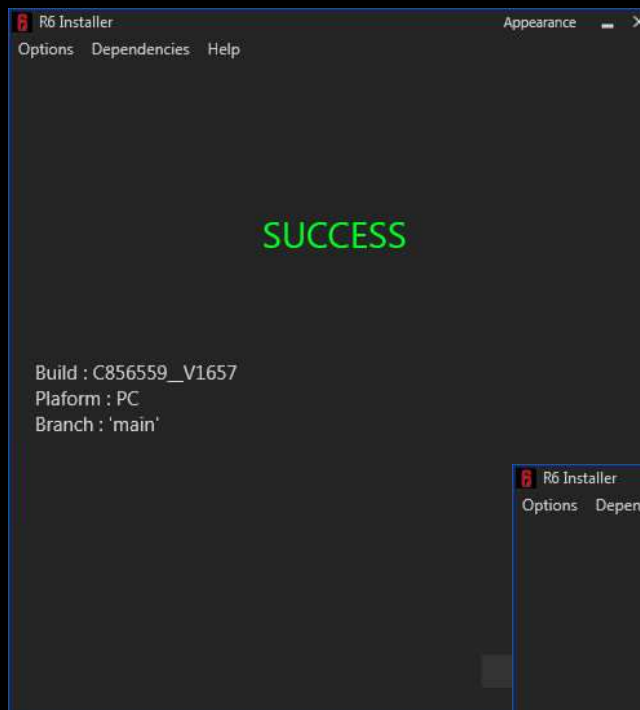 R6 Installer Appearance
Options Dependencies Help
SUCCESS
Build : C856559__V1657
Plaform : PC
Branch : 'main'
R6 Installer
Options Depen